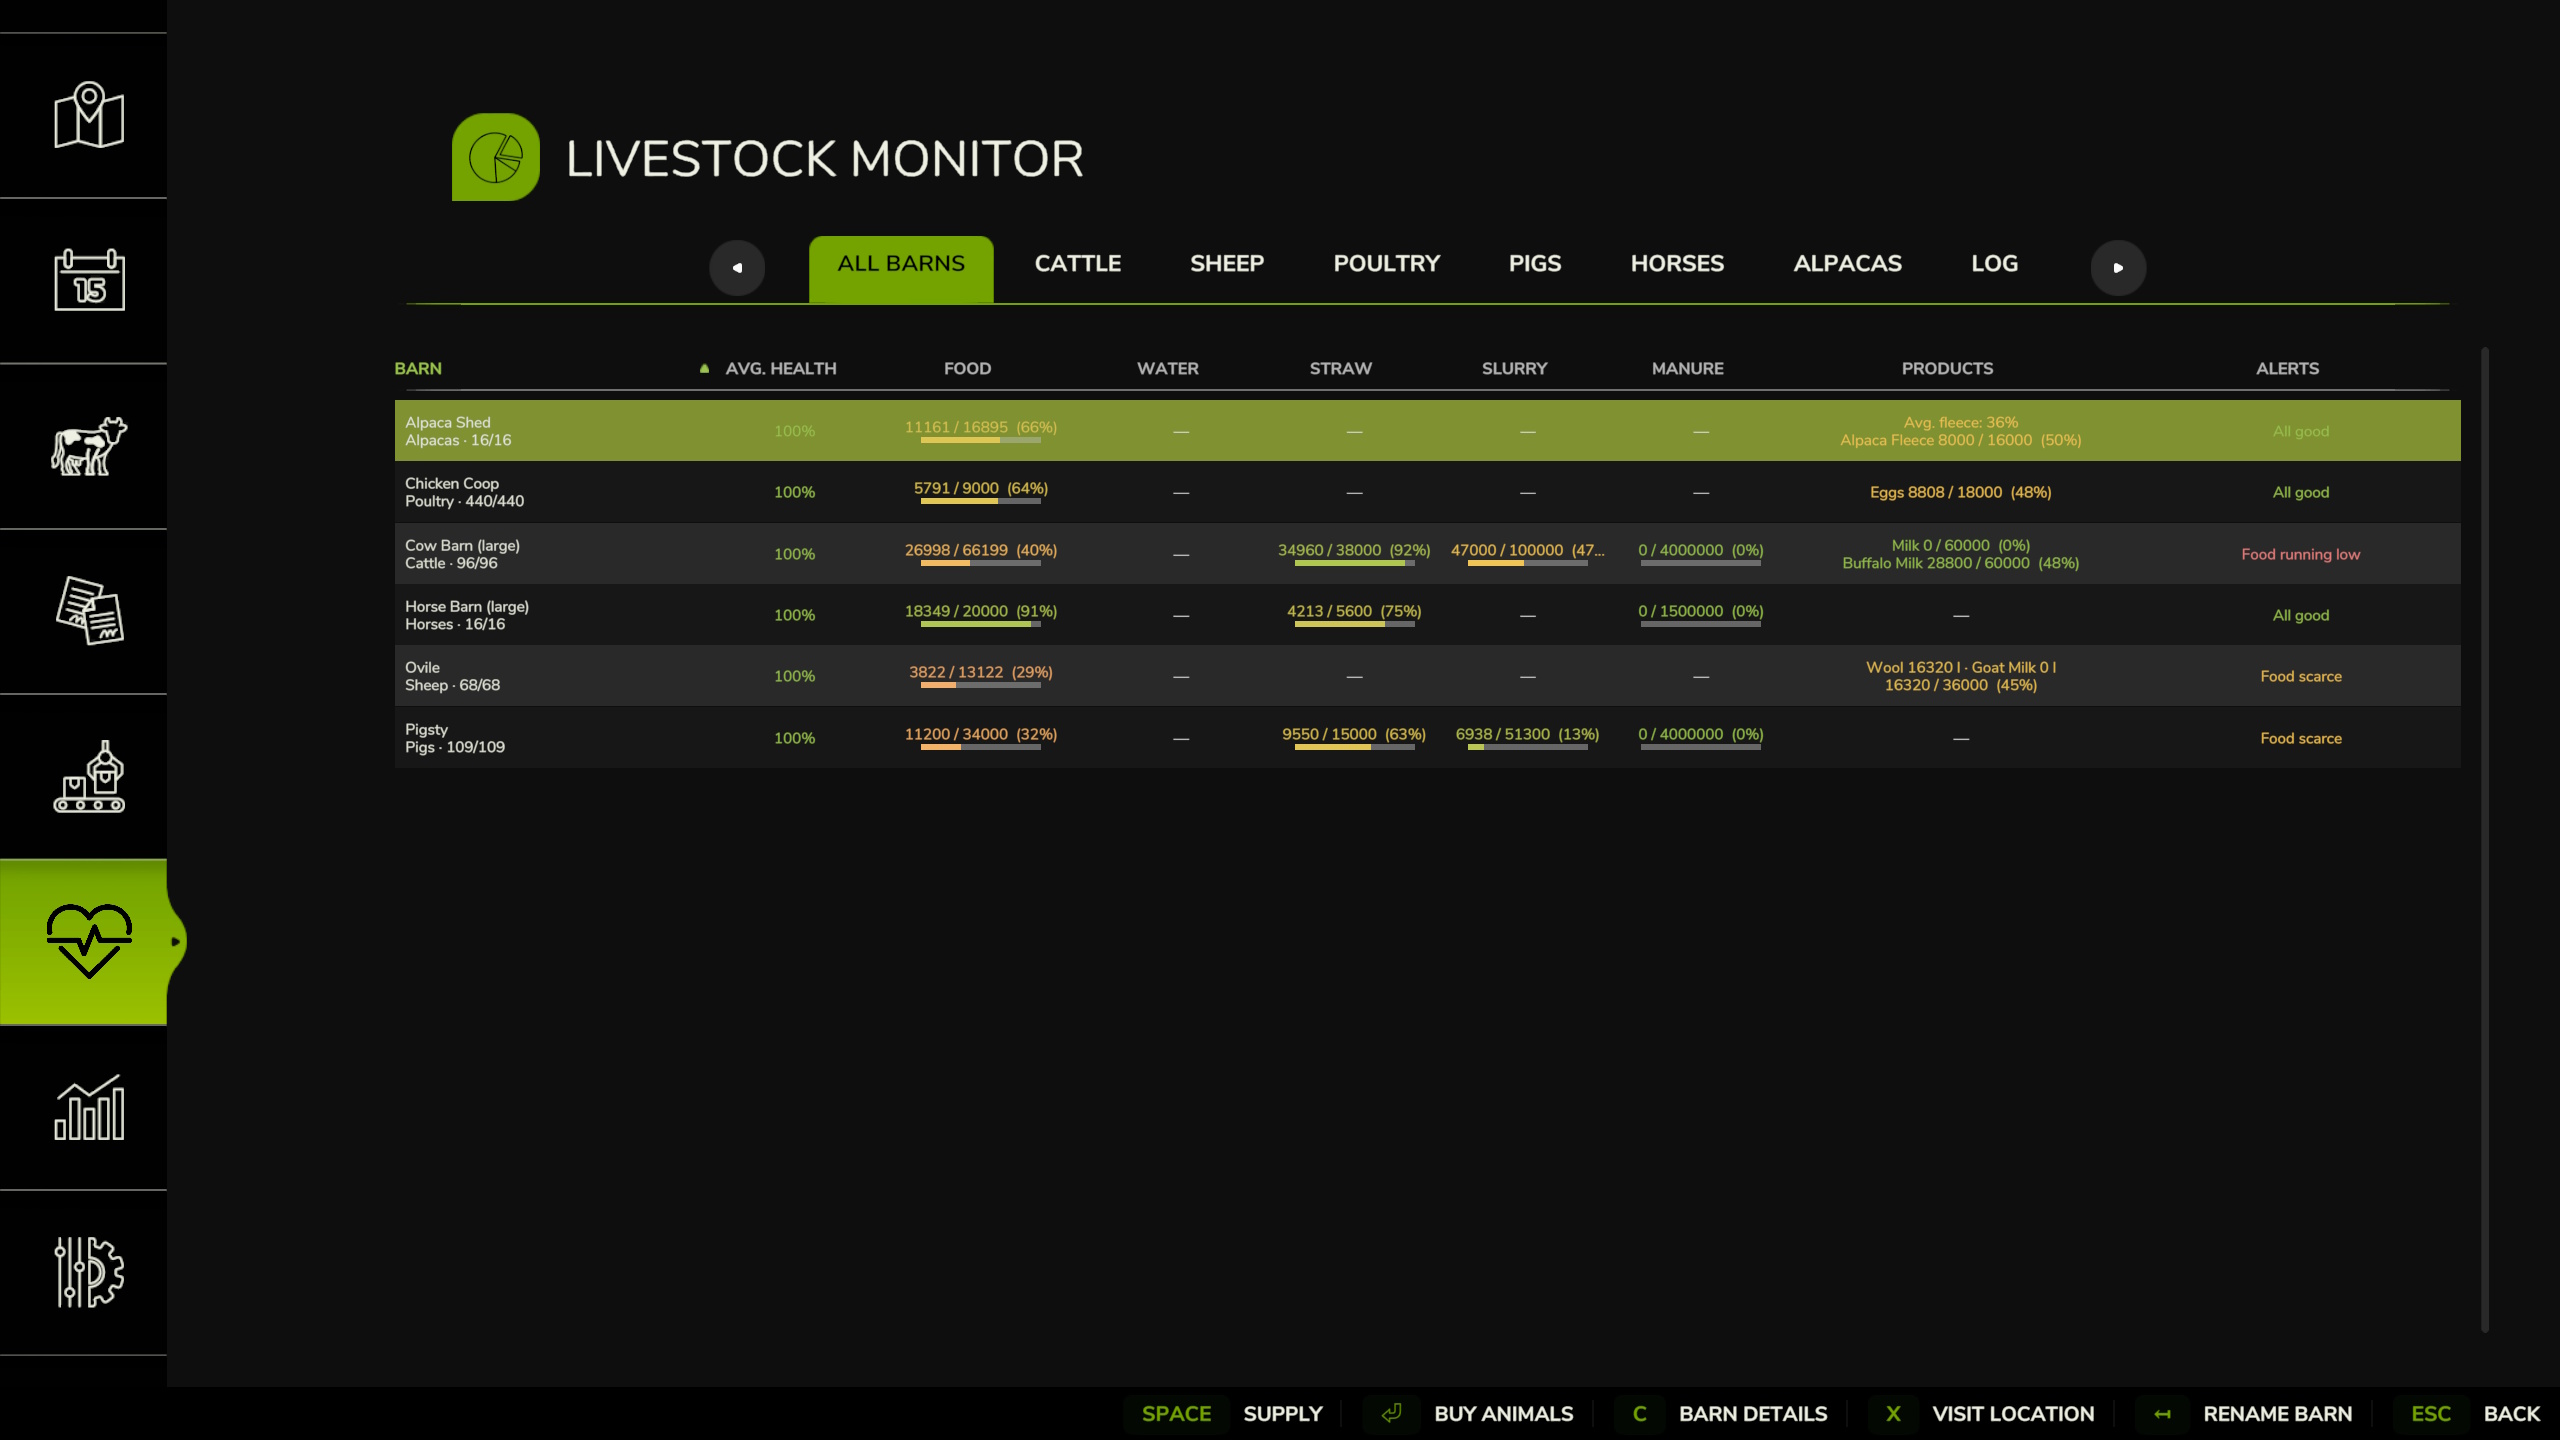 15
LIVESTOCK MONITOR
ALL BARNS CATTLE SHEEP POULTRY PIGS HORSES ALPACAS LOG
BARN AVG. HEALTH FOOD WATER STRAW SLURRY MANURE PRODUCTS ALERTS
Alpaca Shed
Alpacas · 16/16
100%
11161 / 16895 (66%)
—
—
—
—
Avg. fleece: 36%
Alpaca Fleece 8000 / 16000 (50%)
All good
Chicken Coop
Poultry · 440/440
100%
5791 / 9000 (64%)
—
—
—
—
Eggs 8808 / 18000 (48%)
All good
Cow Barn (large)
Cattle · 96/96
100%
26998 / 66199 (40%)
—
34960 / 38000 (92%)
47000 / 100000 (47...
0 / 4000000 (0%)
Milk 0 / 60000 (0%)
Buffalo Milk 28800 / 60000 (48%)
Food running low
Horse Barn (large)
Horses · 16/16
100%
18349 / 20000 (91%)
—
4213 / 5600 (75%)
—
0 / 1500000 (0%)
—
All good
Ovile
Sheep · 68/68
100%
3822 / 13122 (29%)
—
—
—
—
Wool 16320 l · Goat Milk 0 l
16320 / 36000 (45%)
Food scarce
Pigsty
Pigs · 109/109
100%
11200 / 34000 (32%)
—
9550 / 15000 (63%)
6938 / 51300 (13%)
0 / 4000000 (0%)
—
Food scarce
SPACE SUPPLY BUY ANIMALS C BARN DETAILS X VISIT LOCATION RENAME BARN ESC BACK